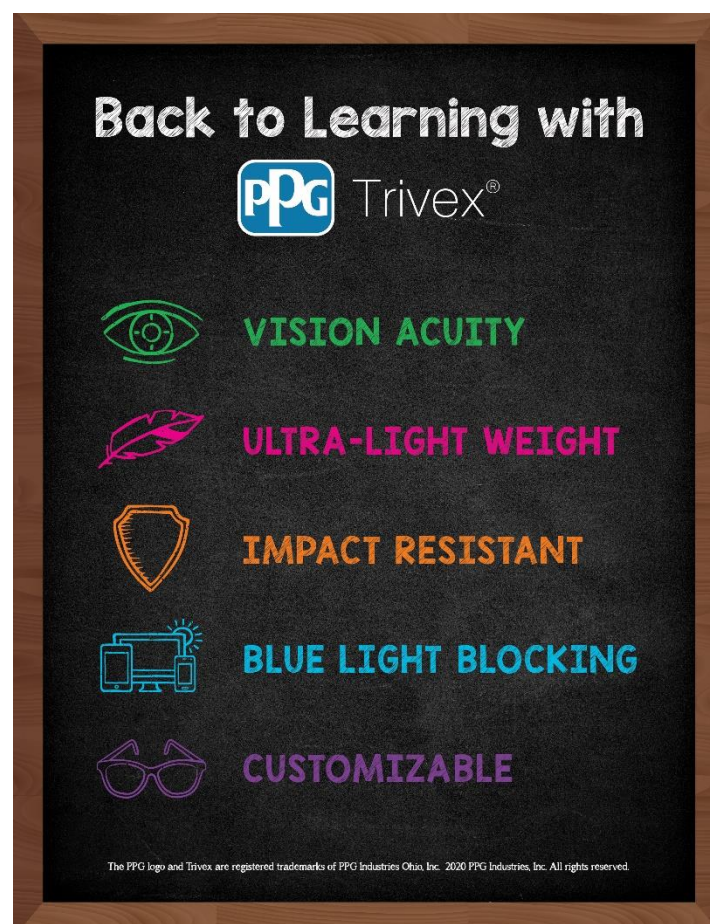 Back to Learning with
PPG Trivex®
VISION ACUITY
ULTRA-LIGHT WEIGHT
IMPACT RESISTANT
BLUE LIGHT BLOCKING
CUSTOMIZABLE
The PPG logo and Trivex are registered trademarks of PPG Industries Ohio, Inc. 2020 PPG Industries, Inc. All rights reserved.